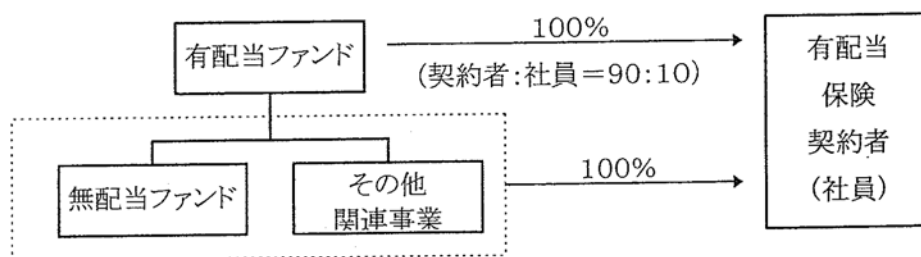 有配当ファンド
100%
(契約者:社員=90:10)
有配当
保険
契約者
(社員)
無配当ファンド
その他
関連事業
100%